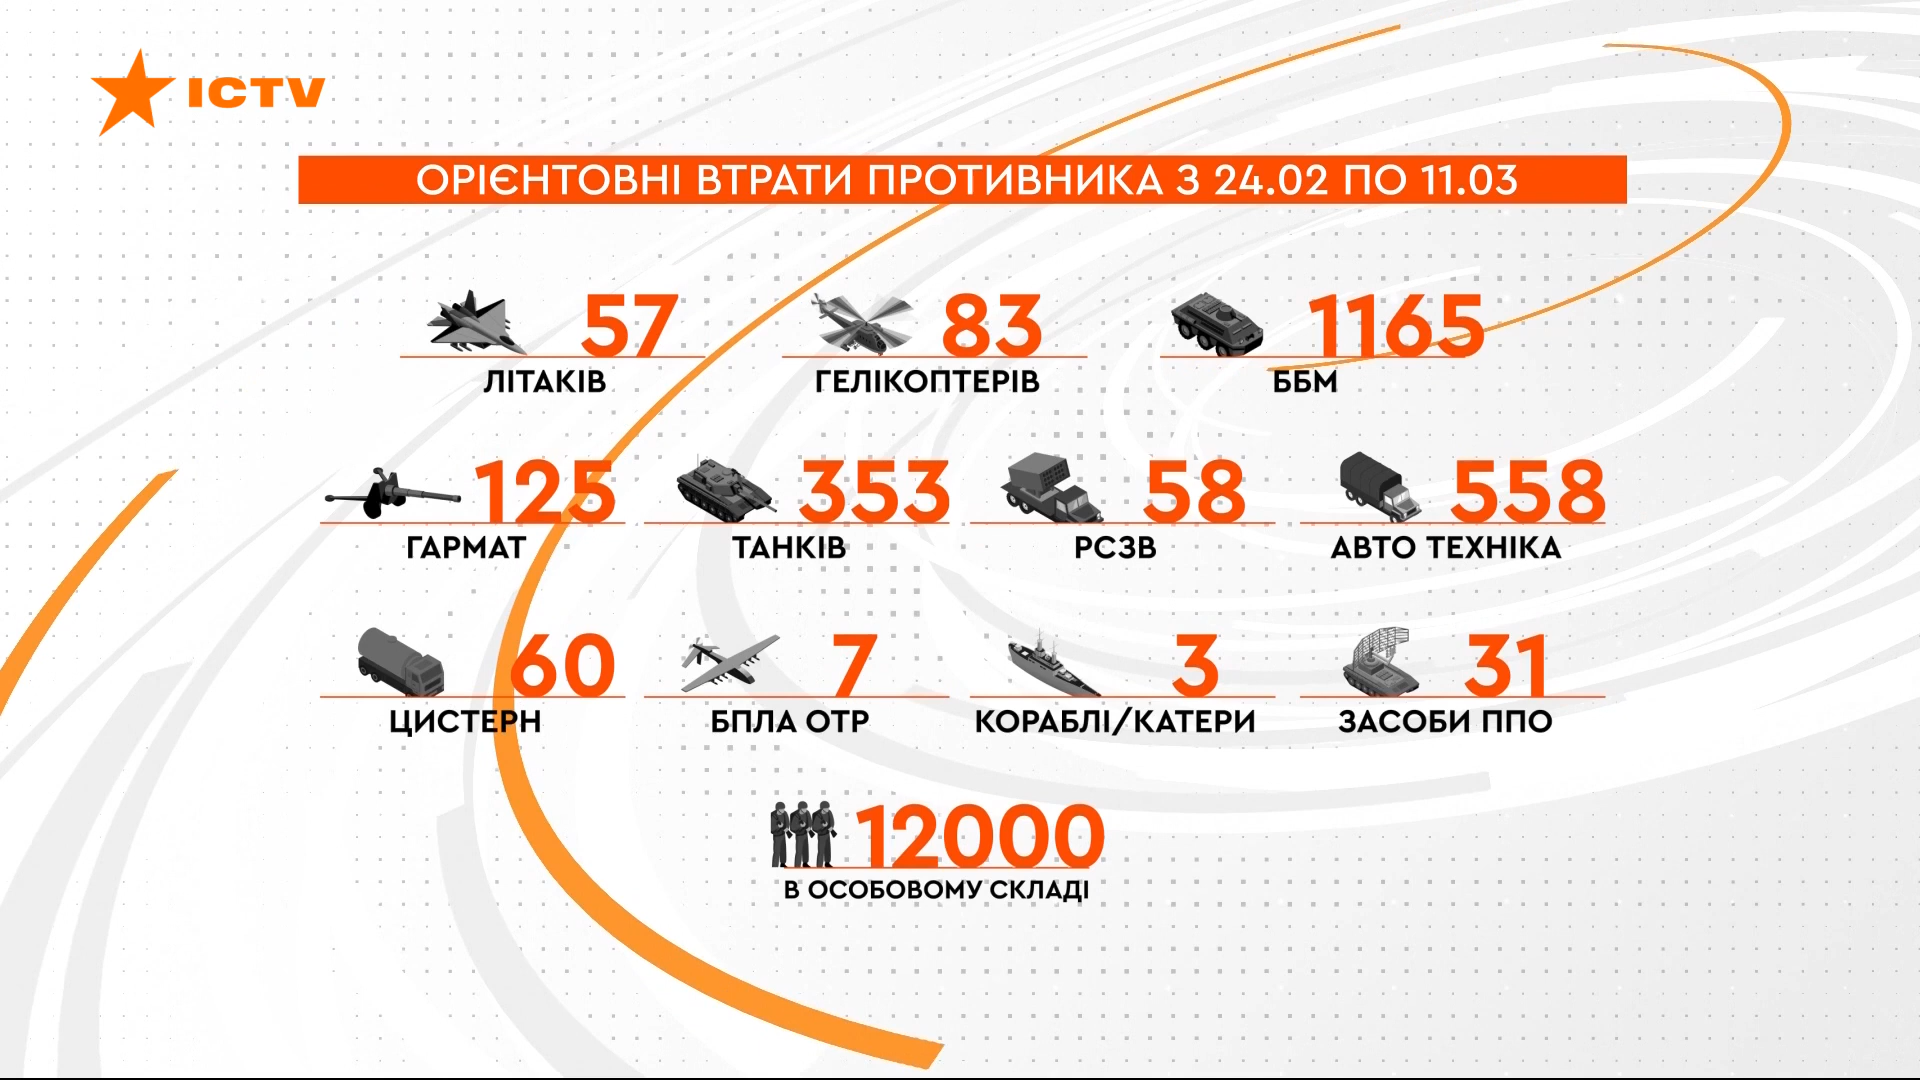 ICTV
ОРІЄНТОВНІ ВТРАТИ ПРОТИВНИКА З 24.02 ПО 11.03
57
ЛІТАКІВ
83
ГЕЛІКОПТЕРІВ
1165
ББМ
125
ГАРМАТ
353
ТАНКІВ
58
РСЗВ
558
АВТО ТЕХНІКА
60
ЦИСТЕРН
7
БПЛА ОТР
3
КОРАБЛІ/КАТЕРИ
31
ЗАСОБИ ППО
12000
В ОСОБОВОМУ СКЛАДІ